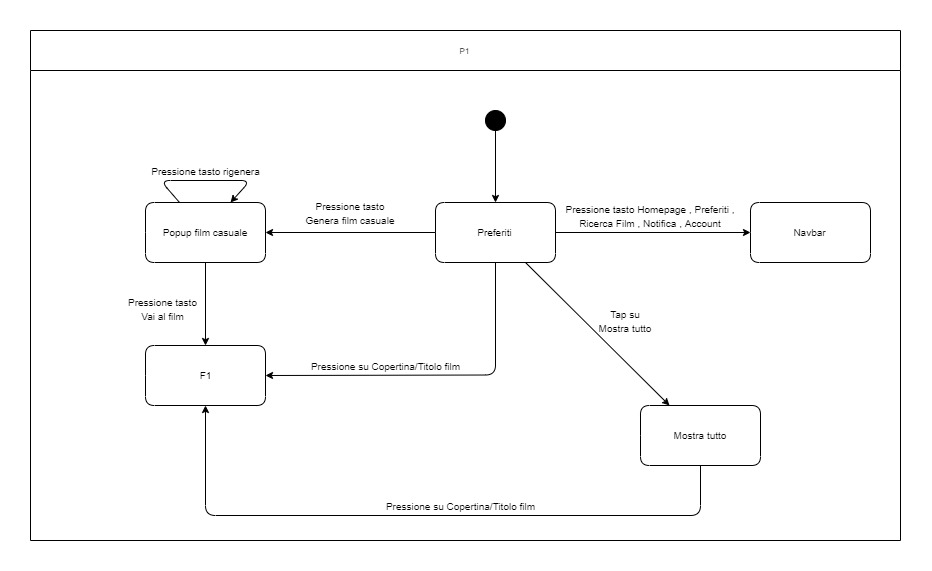 P1
Pressione tasto rigenera
Popup film casuale
Pressione tasto
Genera film casuale
Preferiti
Pressione tasto Homepage , Preferiti ,
Ricerca Film , Notifica , Account
Navbar
Pressione tasto
Vai al film
Tap su
Mostra tutto
F1
Pressione su Copertina/Titolo film
Mostra tutto
Pressione su Copertina/Titolo film